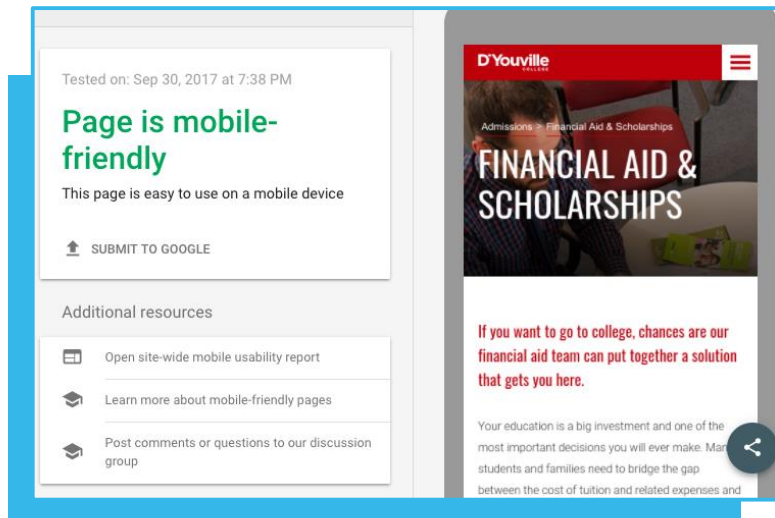 Tested on: Sep 30, 2017 at 7:38 PM
Page is mobile-
friendly
This page is easy to use on a mobile device
SUBMIT TO GOOGLE
Additional resources
Open site-wide mobile usability report
Learn more about mobile-friendly pages
Post comments or questions to our discussion
group
D'Youville
COLLEGE
Admissions > Financial Aid & Scholarships
FINANCIAL AID &
SCHOLARSHIPS
If you want to go to college, chances are our
financial aid team can put together a solution
that gets you here.
Your education is a big investment and one of the
most important decisions you will ever make.
students and families need to bridge the gap
between the cost of tuition and related expenses and